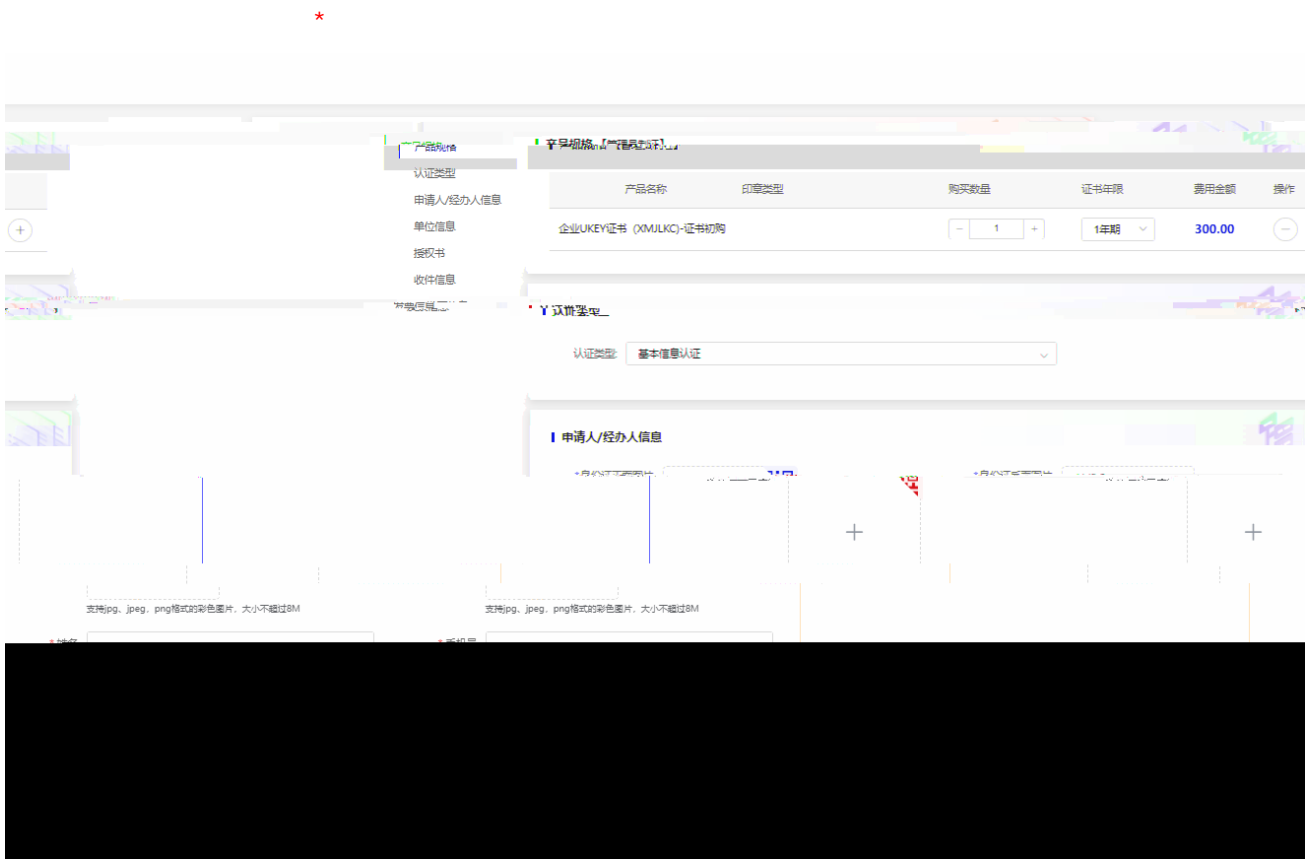 *
产品规格
认证类型
申请人/经办人信息
单位信息
授权书
收件信息
产品规格
产品名称 印章类型 购买数量 证书年限 费用金额 操作
企业UKEY证书（XMJLKC)-证书初购 - 1 + 1年期 300.00
认证类型
认证类型: 基本信息认证
申请人/经办人信息
支持jpg、jpeg、png格式的彩色图片，大小不超过8M 支持jpg、jpeg、png格式的彩色图片，大小不超过8M